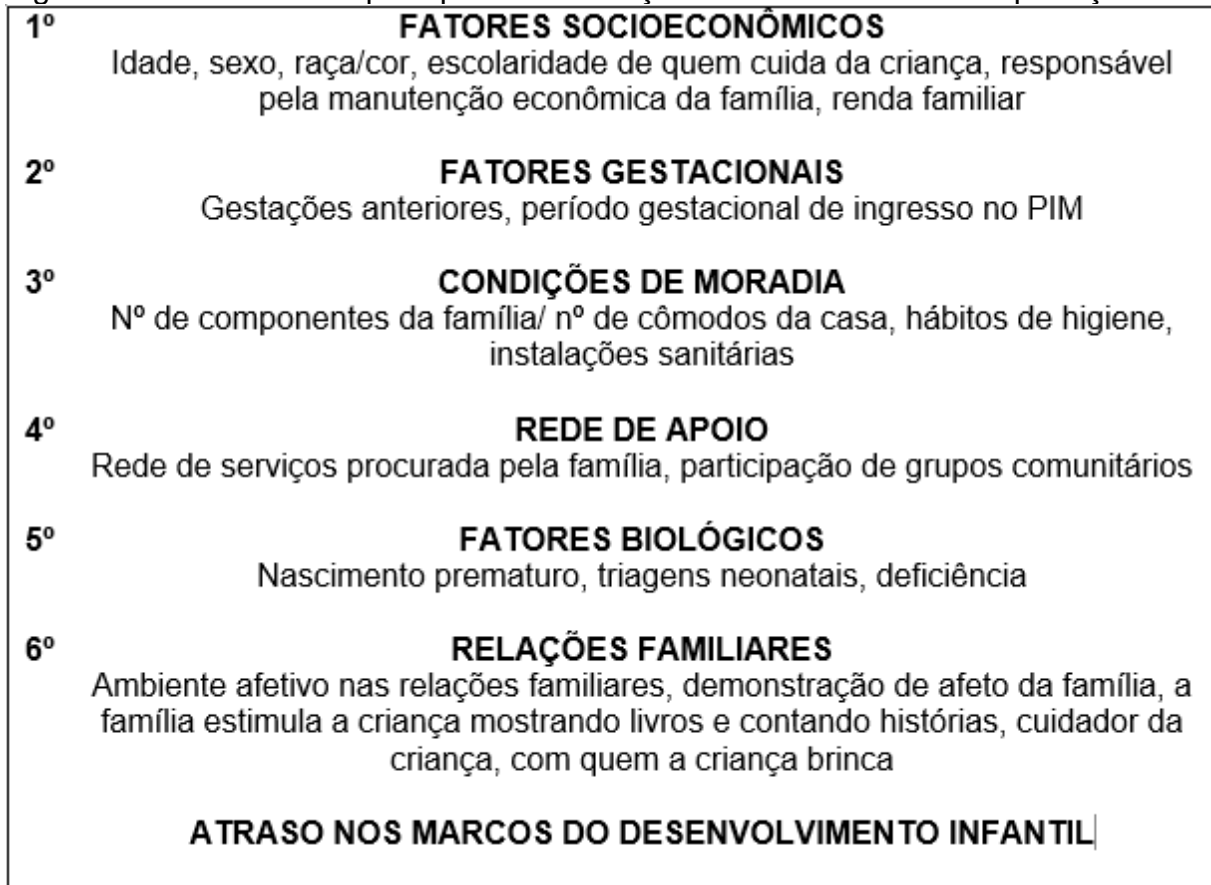 1º FATORES SOCIOECONÔMICOS
Idade, sexo, raça/cor, escolaridade de quem cuida da criança, responsável
pela manutenção econômica da família, renda familiar
2º FATORES GESTACIONAIS
Gestações anteriores, período gestacional de ingresso no PIM
3º CONDIÇÕES DE MORADIA
Nº de componentes da família/ nº de cômodos da casa, hábitos de higiene,
instalações sanitárias
4º REDE DE APOIO
Rede de serviços procurada pela família, participação de grupos comunitários
5º FATORES BIOLÓGICOS
Nascimento prematuro, triagens neonatais, deficiência
6º RELAÇÕES FAMILIARES
Ambiente afetivo nas relações familiares, demonstração de afeto da família, a
família estimula a criança mostrando livros e contando histórias, cuidador da
criança, com quem a criança brinca
ATRASO NOS MARCOS DO DESENVOLVIMENTO INFANTIL